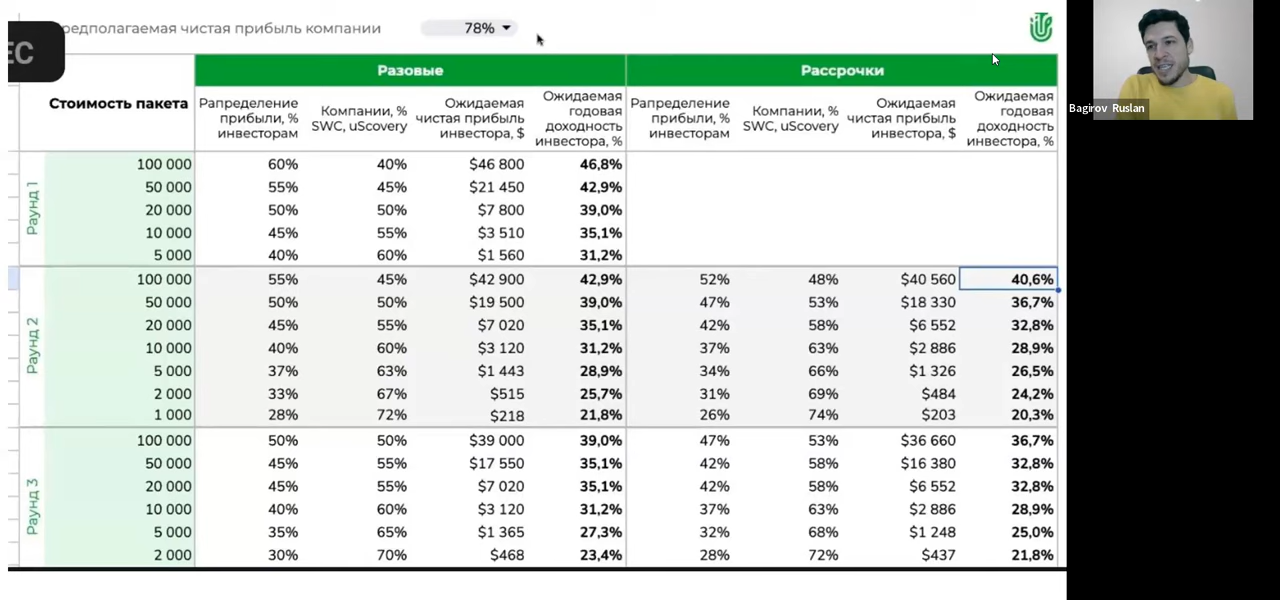 редполагаемая чистая прибыль компании 78%
ЕС
Разовые Рассрочки
Стоимость пакета Рапределение прибыли, % инвесторам Компании, % SWC, uScovery Ожидаемая чистая прибыль инвестора, $ Ожидаемая годовая доходность инвестора, % Рапределение прибыли, % инвесторам Компании, % SWC, uScovery Ожидаемая чистая прибыль инвестора, $ Ожидаемая годовая доходность инвестора, %
Bagirov Ruslan
Раунд 1
100 000 60% 40% $46 800 46,8%
50 000 55% 45% $21 450 42,9%
20 000 50% 50% $7 800 39,0%
10 000 45% 55% $3 510 35,1%
5 000 40% 60% $1 560 31,2%
Раунд 2
100 000 55% 45% $42 900 42,9% 52% 48% $40 560 40,6%
50 000 50% 50% $19 500 39,0% 47% 53% $18 330 36,7%
20 000 45% 55% $7 020 35,1% 42% 58% $6 552 32,8%
10 000 40% 60% $3 120 31,2% 37% 63% $2 886 28,9%
5 000 37% 63% $1 443 28,9% 34% 66% $1 326 26,5%
2 000 33% 67% $515 25,7% 31% 69% $484 24,2%
1 000 28% 72% $218 21,8% 26% 74% $203 20,3%
Раунд 3
100 000 50% 50% $39 000 39,0% 47% 53% $36 660 36,7%
50 000 45% 55% $17 550 35,1% 42% 58% $16 380 32,8%
20 000 45% 55% $7 020 35,1% 42% 58% $6 552 32,8%
10 000 40% 60% $3 120 31,2% 37% 63% $2 886 28,9%
5 000 35% 65% $1 365 27,3% 32% 68% $1 248 25,0%
2 000 30% 70% $468 23,4% 28% 72% $437 21,8%